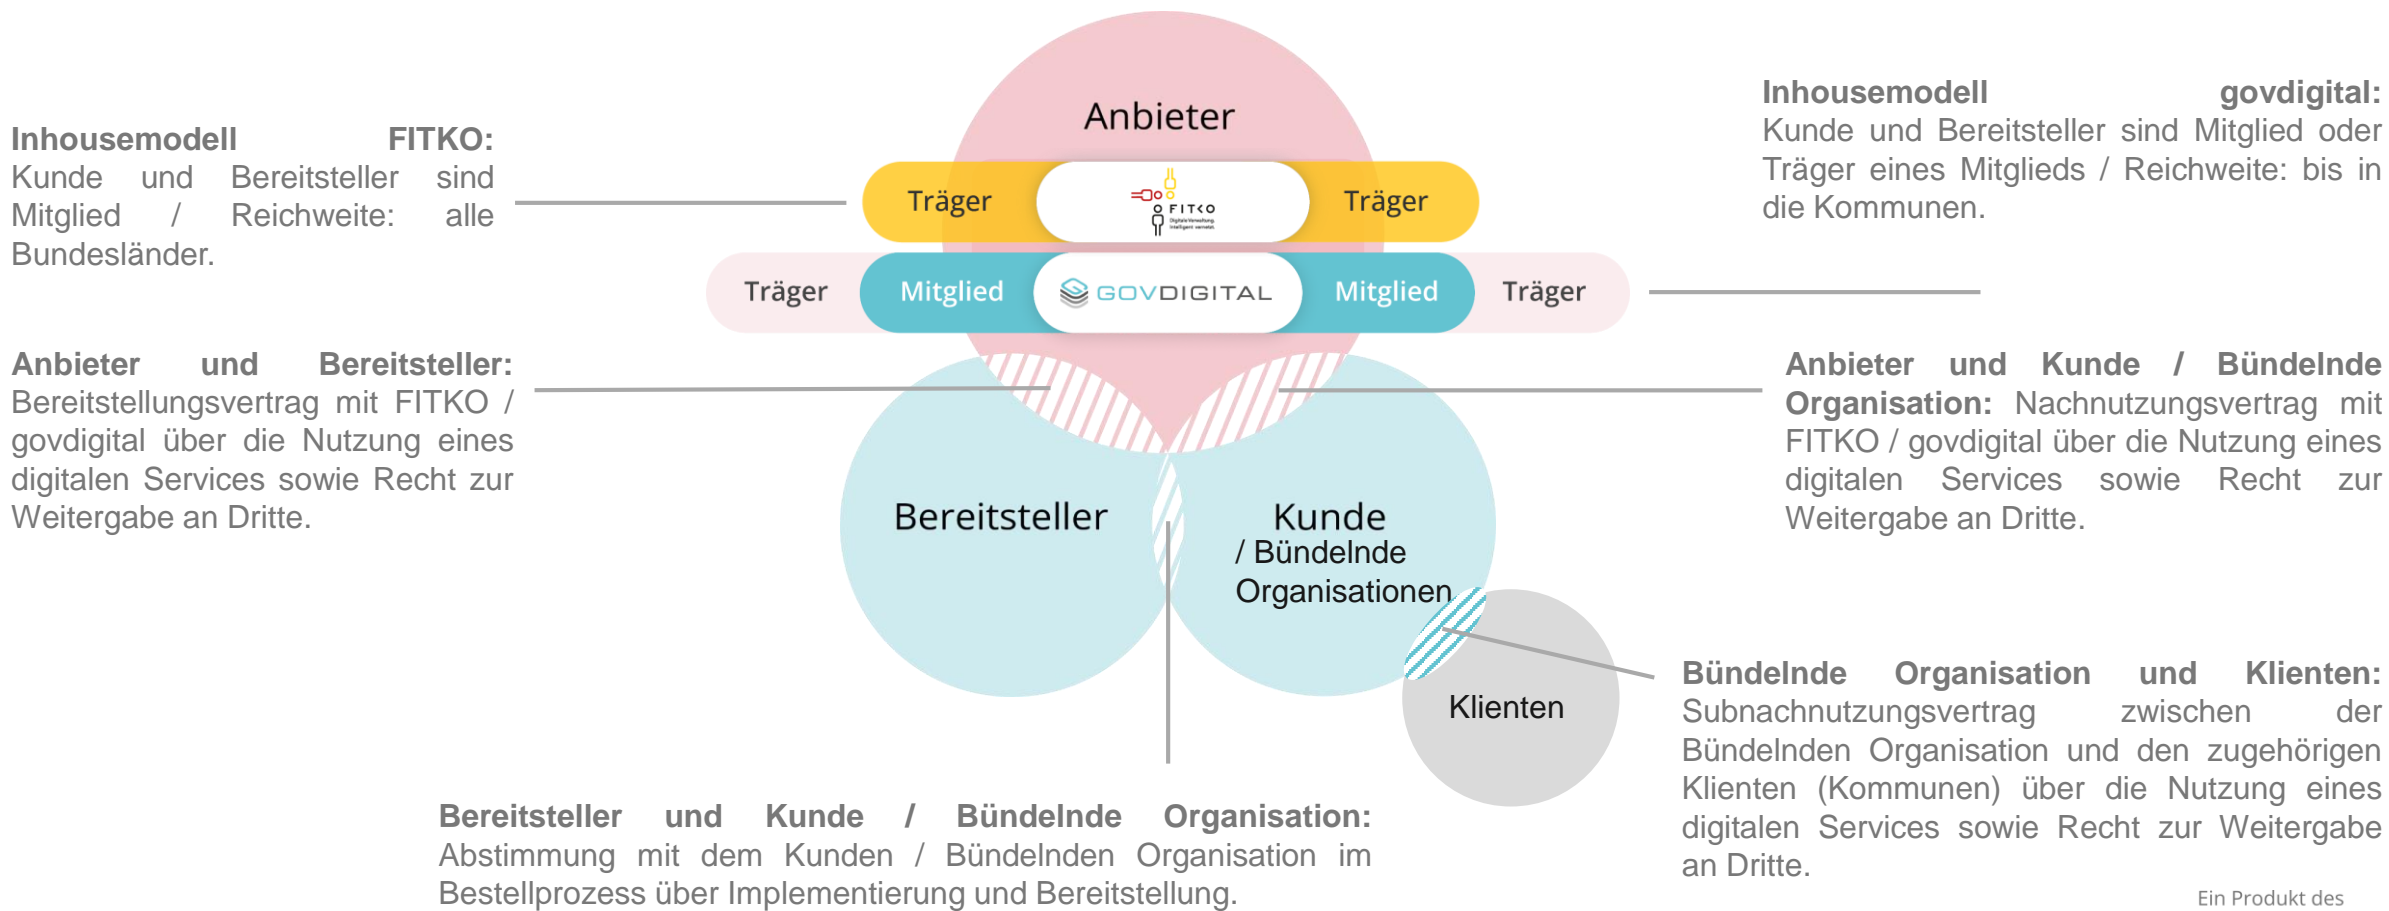 Anbieter
Inhousemodell FITKO:
Kunde und Bereitsteller sind
Mitglied / Reichweite: alle
Bundesländer.
Inhousemodell govdigital:
Kunde und Bereitsteller sind Mitglied oder
Träger eines Mitglieds / Reichweite: bis in
die Kommunen.
Träger
FITKO
Digitale Verwaltung.
Intelligent vernetzt.
Träger
Träger
Mitglied
GOVDIGITAL
Mitglied
Träger
Anbieter und Bereitsteller:
Bereitstellungsvertrag mit FITKO /
govdigital über die Nutzung eines
digitalen Services sowie Recht zur
Weitergabe an Dritte.
Anbieter und Kunde / Bündelnde
Organisation: Nachnutzungsvertrag mit
FITKO / govdigital über die Nutzung eines
digitalen Services sowie Recht zur
Weitergabe an Dritte.
Bereitsteller
Kunde
/ Bündelnde
Organisationen
Klienten
Bündelnde Organisation und Klienten:
Subnachnutzungsvertrag zwischen der
Bündelnden Organisation und den zugehörigen
Klienten (Kommunen) über die Nutzung eines
digitalen Services sowie Recht zur Weitergabe
an Dritte.
Bereitsteller und Kunde / Bündelnde Organisation:
Abstimmung mit dem Kunden / Bündelnden Organisation im
Bestellprozess über Implementierung und Bereitstellung.
Ein Produkt des